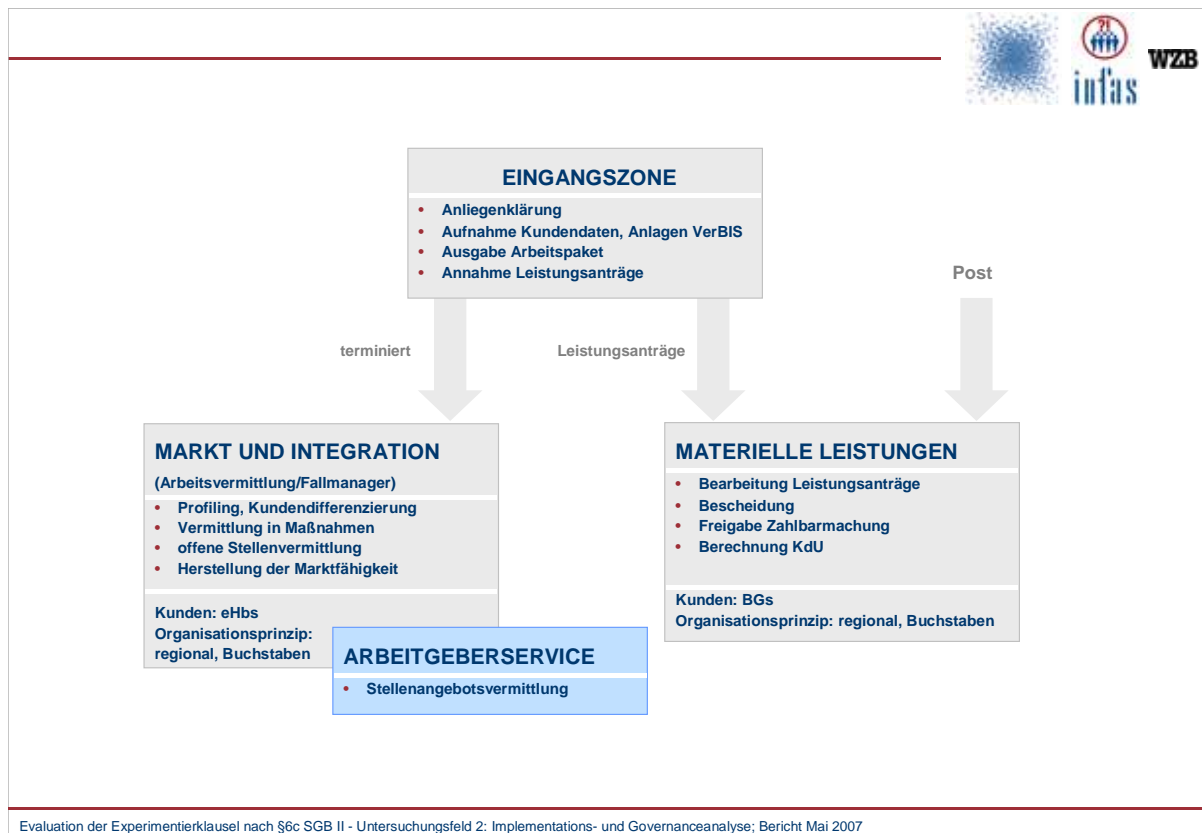 ?!
infas
WZB
EINGANGSZONE
• Anliegenklärung
• Aufnahme Kundendaten, Anlagen VerBIS
• Ausgabe Arbeitspaket
• Annahme Leistungsanträge
Post
terminiert
Leistungsanträge
MARKT UND INTEGRATION
(Arbeitsvermittlung/Fallmanager)
• Profiling, Kundendifferenzierung
• Vermittlung in Maßnahmen
• offene Stellenvermittlung
• Herstellung der Marktfähigkeit
Kunden: eHbs
Organisationsprinzip:
regional, Buchstaben
MATERIELLE LEISTUNGEN
• Bearbeitung Leistungsanträge
• Bescheidung
• Freigabe Zahlbarmachung
• Berechnung KdU
Kunden: BGs
Organisationsprinzip: regional, Buchstaben
ARBEITGEBERSERVICE
• Stellenangebotsvermittlung
Evaluation der Experimentierklausel nach §6c SGB II - Untersuchungsfeld 2: Implementations- und Governanceanalyse; Bericht Mai 2007